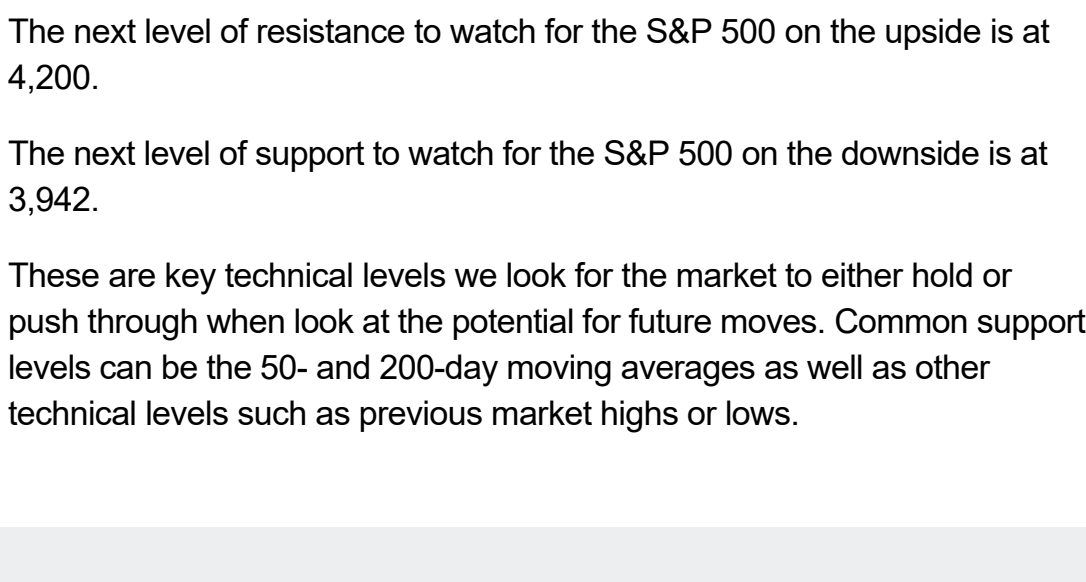 The next level of resistance to watch for the S&P 500 on the upside is at
4,200.
The next level of support to watch for the S&P 500 on the downside is at
3,942.
These are key technical levels we look for the market to either hold or
push through when look at the potential for future moves. Common support
levels can be the 50- and 200-day moving averages as well as other
technical levels such as previous market highs or lows.